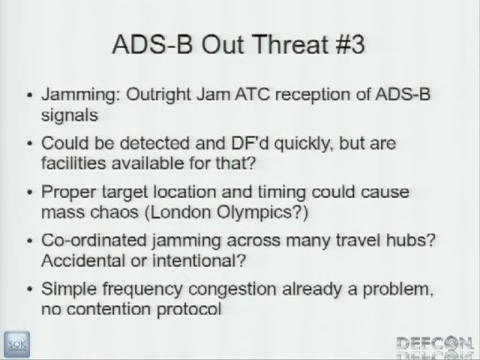 ADS-B Out Threat #3
• Jamming: Outright Jam ATC reception of ADS-B
signals
• Could be detected and DF'd quickly, but are
facilities available for that?
• Proper target location and timing could cause
mass chaos (London Olympics?)
• Co-ordinated jamming across many travel hubs?
Accidental or intentional?
• Simple frequency congestion already a problem,
no contention protocol
DEFCON